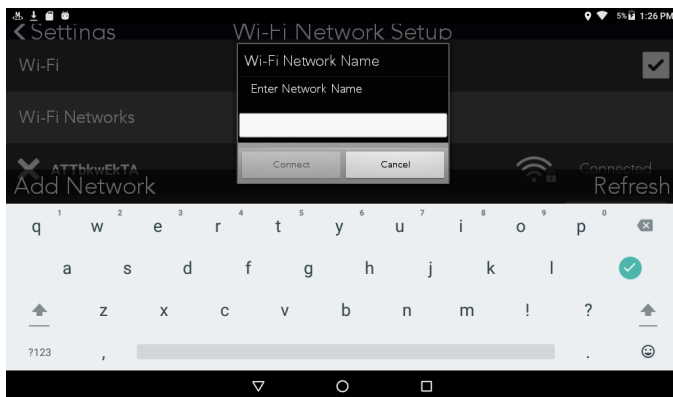 5% 1:26 PM
Settings Wi-Fi Network Setup
Wi-Fi Network Name
Wi-Fi
Enter Network Name
Wi-Fi Networks
ATTbkwEkTA Connected
Connect Cancel
Add Network Refresh
1 2 3 4 5 6 7 8 9 0
q w e r t y u i o p
a s d f g h j k l
z x c v b n m ! ?
?123 , .